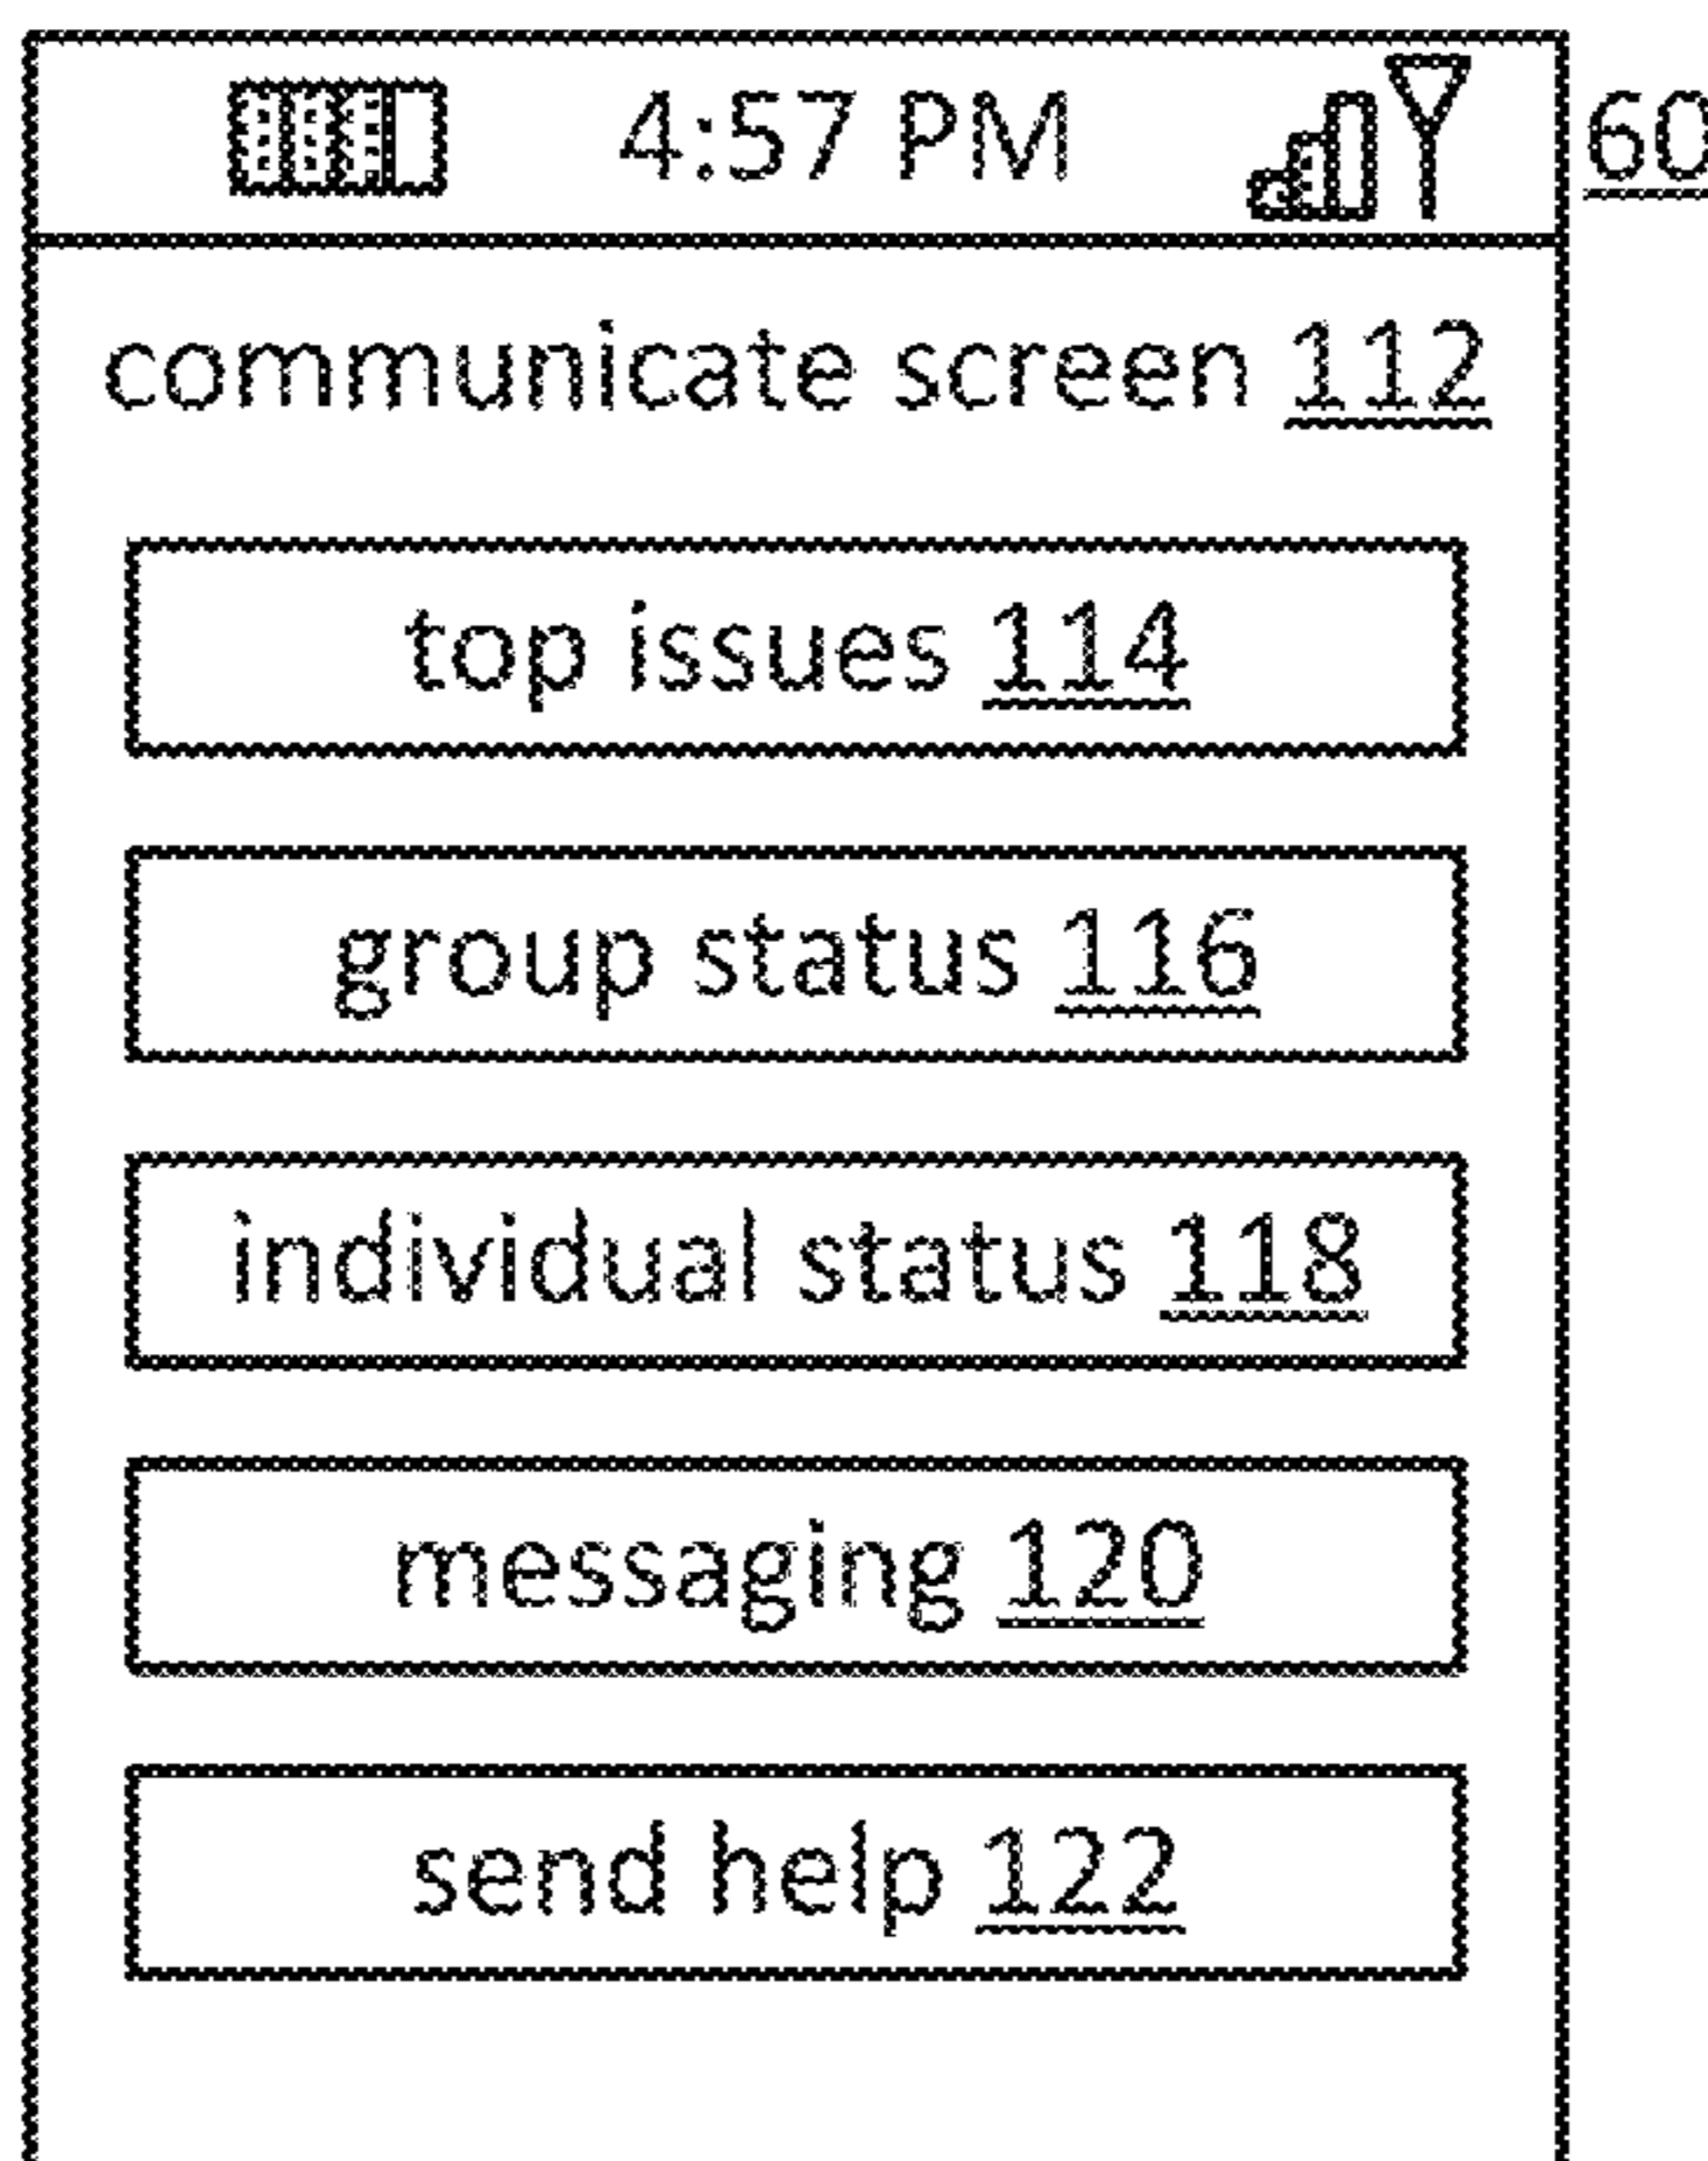 4:57 PM
60
communicate screen 112
top issues 114
group status 116
individual status 118
messaging 120
send help 122